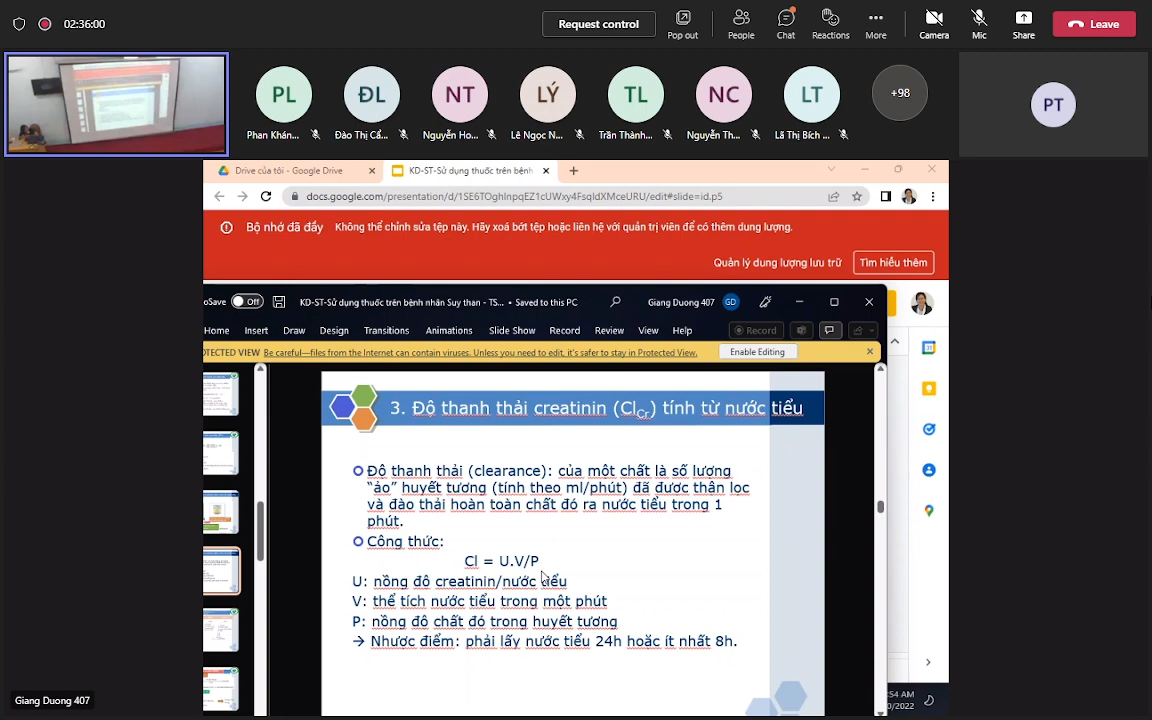 02:36:00
Request control
Pop out
People
Chat
Reactions
More
Camera
Mic
Share
Leave
PL
ĐL
NT
LÝ
TL
NC
LT
+98
PT
Phan Khán...
Đào Thị Cẩ...
Nguyễn Ho...
Lê Ngọc N...
Trần Thành...
Nguyễn Th...
Lã Thị Bích ...
Drive của tôi - Google Drive
KD-ST-Sử dụng thuốc trên bệnh
docs.google.com/presentation/d/1SE6TOghlnpqEZ1cUWxy4FsqIdXMceURU/edit#slide=id.p5
Bộ nhớ đã đầy Không thể chỉnh sửa tệp này. Hãy xoá bớt tệp hoặc liên hệ với quản trị viên để có thêm dung lượng.
Quản lý dung lượng lưu trữ Tìm hiểu thêm
oSave Off KD-ST-Sử dụng thuốc trên bệnh nhân Suy than - TS... • Saved to this PC Giang Duong 407 GD
Home Insert Draw Design Transitions Animations Slide Show Record Review View Help Record
OTECTED VIEW Be careful—files from the Internet can contain viruses. Unless you need to edit, it's safer to stay in Protected View. Enable Editing
3. Độ thanh thải creatinin (ClCr) tính từ nước tiểu
Độ thanh thải (clearance): của một chất là số lượng
“ảo” huyết tương (tính theo ml/phút) đã được thận lọc
và đào thải hoàn toàn chất đó ra nước tiểu trong 1
phút.
Công thức:
Cl = U.V/P
U: nồng độ creatinin/nước tiểu
V: thể tích nước tiểu trong một phút
P: nồng độ chất đó trong huyết tương
→ Nhược điểm: phải lấy nước tiểu 24h hoặc ít nhất 8h.
:54 AM
0/2022
Giang Duong 407